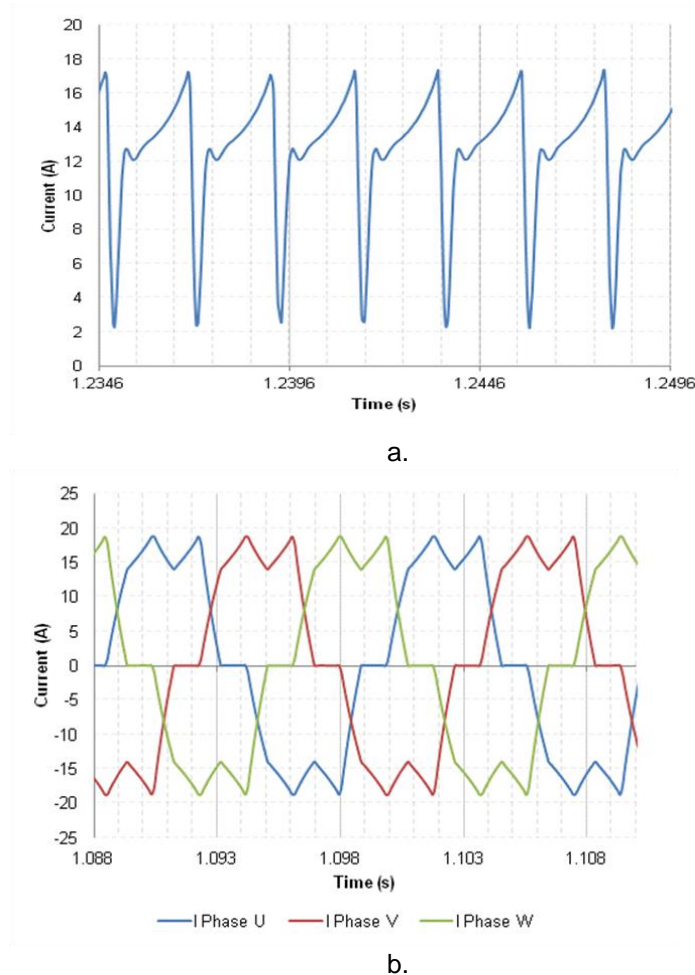 20
18
16
14
12
10
8
6
4
2
0
Current (A)
1.2346 1.2396 1.2446 1.2496
Time (s)
a.
25
20
15
10
5
0
-5
-10
-15
-20
-25
Current (A)
1.088 1.093 1.098 1.103 1.108
Time (s)
I Phase U I Phase V I Phase W
b.